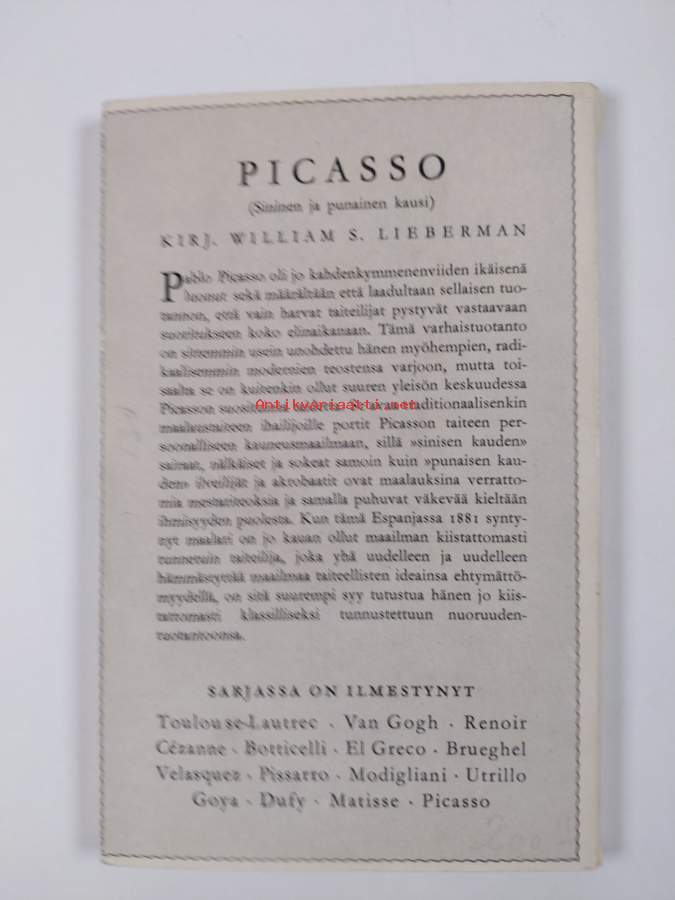 PICASSO
(Sininen ja punainen kausi)
KIRJ. WILLIAM S. LIEBERMAN
Pablo Picasso oli jo kahdenkymmenenviiden ikäisenä
luonut sekä määrältään että laadultaan sellaisen tuo-
tannon, että vain harvat taiteilijat pystyvät vastaavaan
suoritukseen koko elinaikanaan. Tämä varhaistuotanto
on sittemmin usein unohdettu hänen myöhempien, radi-
kaalisemmin modernien teostensa varjoon, mutta toi-
saalta se on kuitenkin ollut suuren yleisön keskuudessa
Picasson avaa traditionaalisenkin
Antikvariaatti.net
maalaustaiteen ihailijoille portit Picasson taiteen per-
soonalliseen kauneusmaailmaan, sillä »sinisen kauden»
sairaat, nälkäiset ja sokeat samoin kuin »punaisen kau-
den» ilveilijät ja akrobaatit ovat maalauksina verratto-
mia mestariteoksia ja samalla puhuvat väkevää kieltään
ihmisyyden puolesta. Kun tämä Espanjassa 1881 synty-
nyt maalari on jo kauan ollut maailman kiistattomasti
tunnetuin taiteilija, joka yhä uudelleen ja uudelleen
hämmästyttää maailmaa taiteellisten ideainsa ehtymättö-
myydellä, on sitä suurempi syy tutustua hänen jo kiis-
tattomasti klassilliseksi tunnustettuun nuoruuden-
tuotantoonsa.
SARJASSA ON ILMESTYNYT
Toulouse-Lautrec · Van Gogh · Renoir
Cézanne · Botticelli · El Greco · Brueghel
Velasquez · Pissarro · Modigliani · Utrillo
Goya · Dufy · Matisse · Picasso